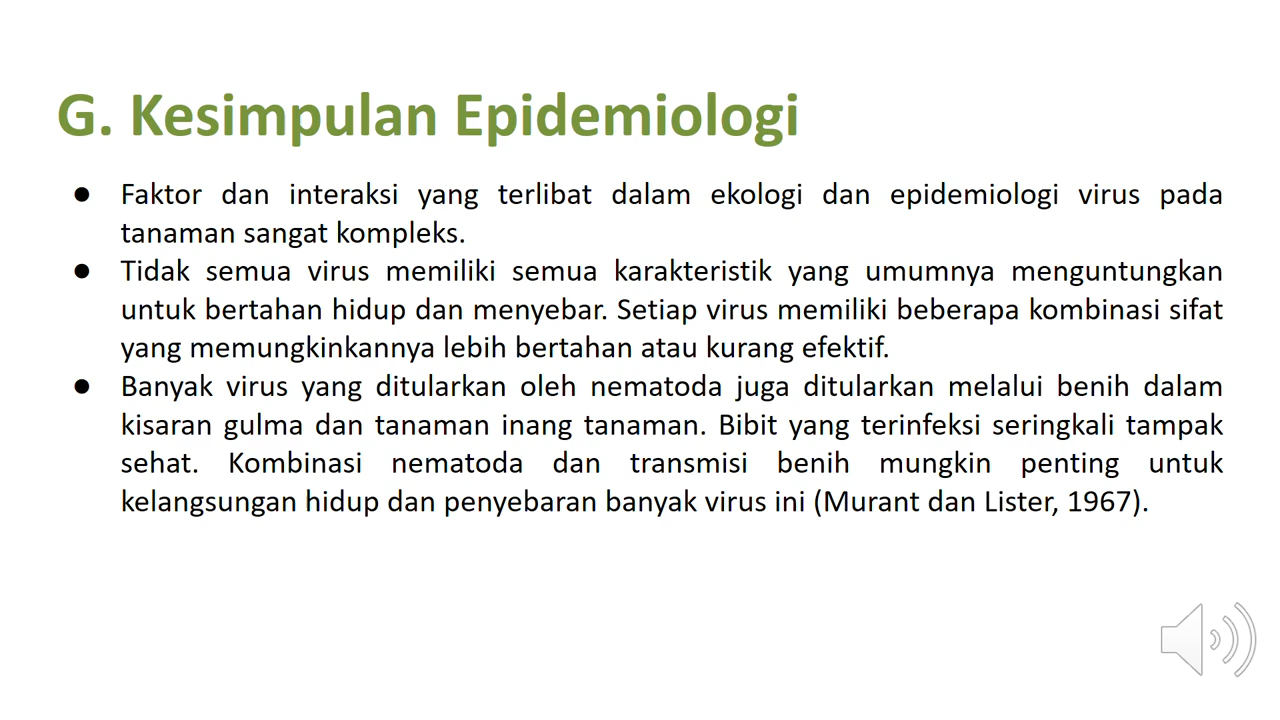 G. Kesimpulan Epidemiologi
● Faktor dan interaksi yang terlibat dalam ekologi dan epidemiologi virus pada
tanaman sangat kompleks.
● Tidak semua virus memiliki semua karakteristik yang umumnya menguntungkan
untuk bertahan hidup dan menyebar. Setiap virus memiliki beberapa kombinasi sifat
yang memungkinkannya lebih bertahan atau kurang efektif.
● Banyak virus yang ditularkan oleh nematoda juga ditularkan melalui benih dalam
kisaran gulma dan tanaman inang tanaman. Bibit yang terinfeksi seringkali tampak
sehat. Kombinasi nematoda dan transmisi benih mungkin penting untuk
kelangsungan hidup dan penyebaran banyak virus ini (Murant dan Lister, 1967).